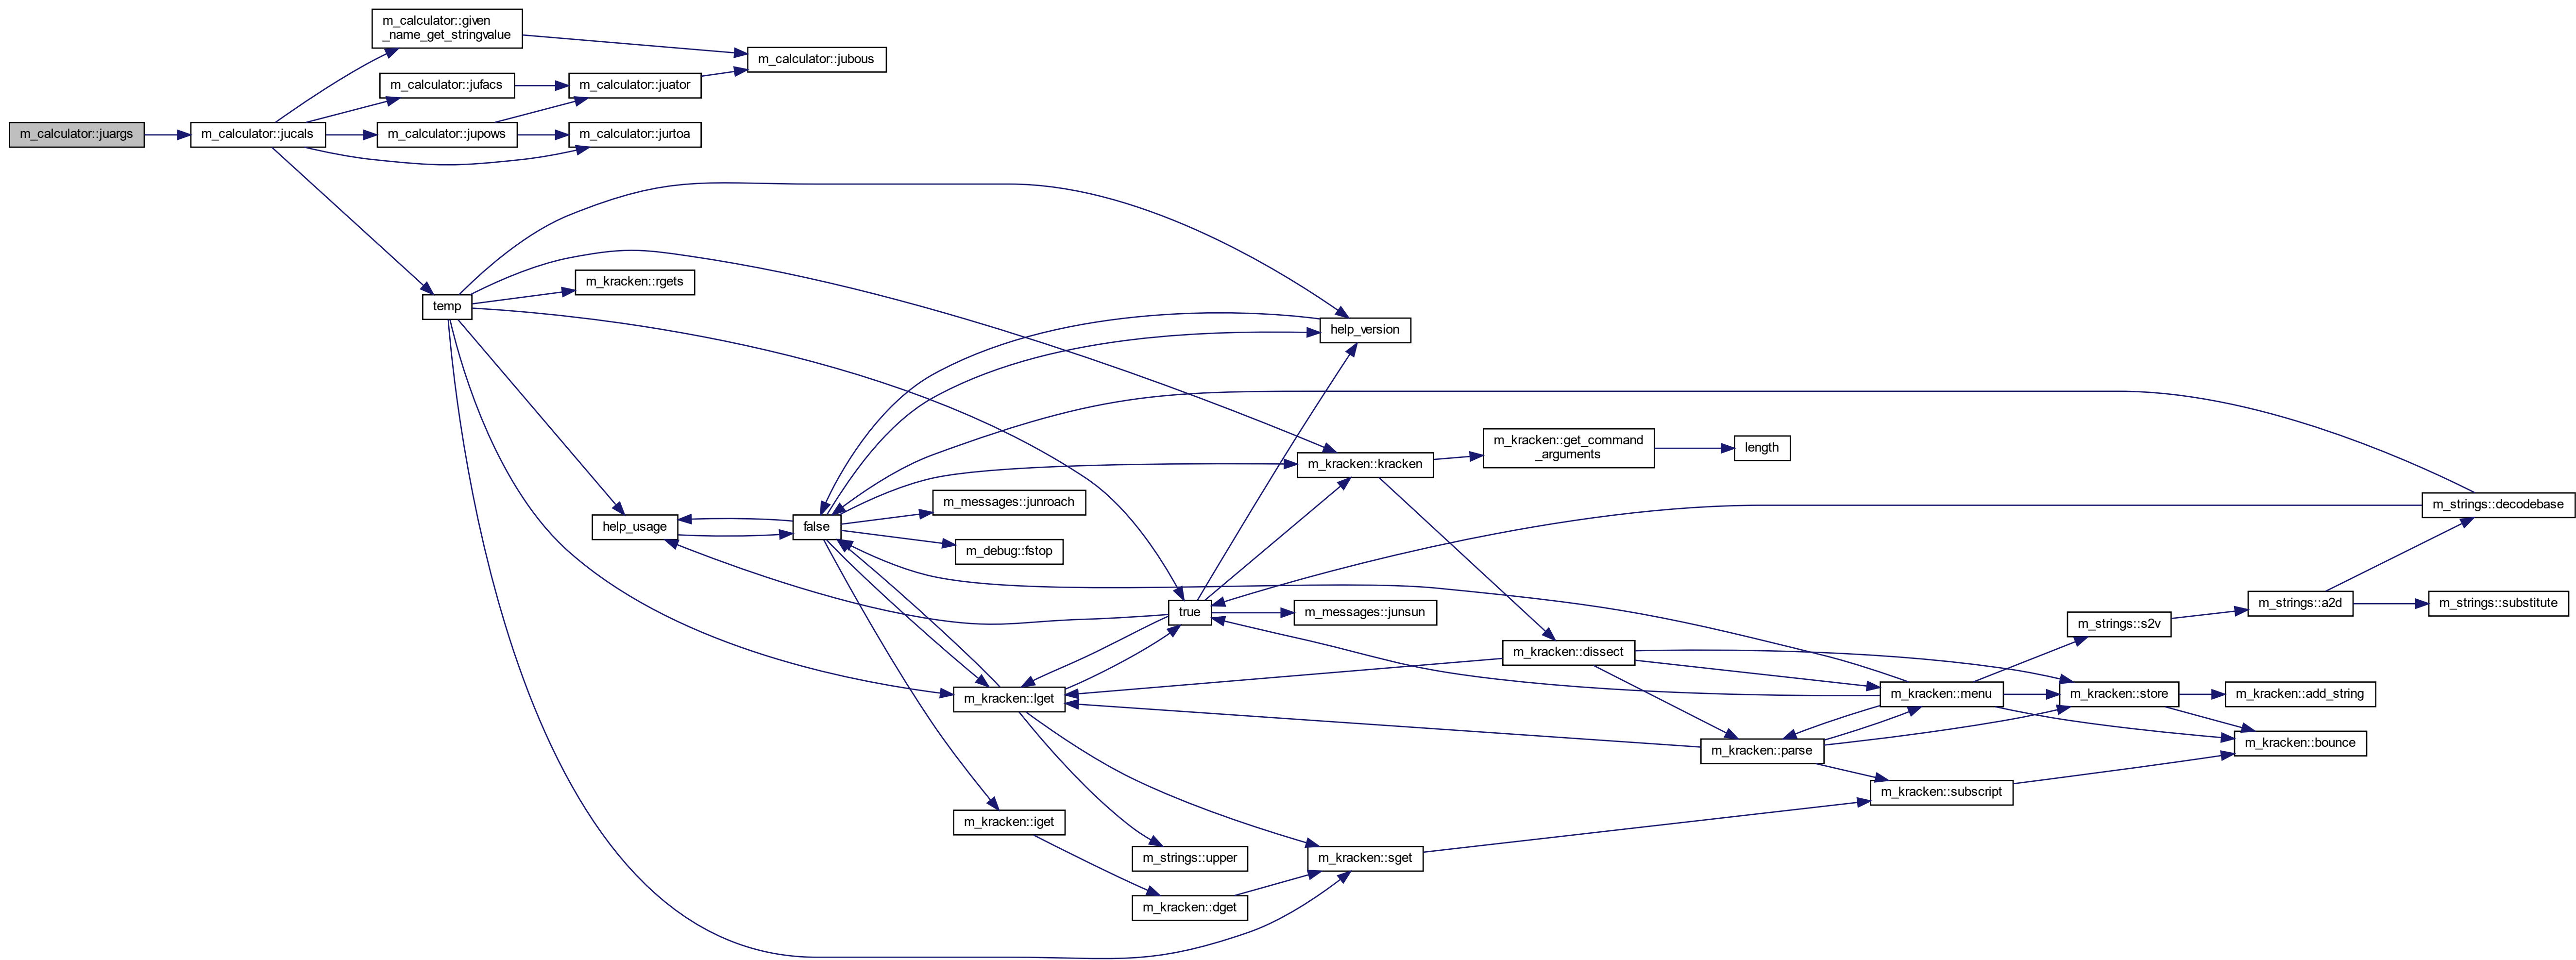 m_calculator::given
_name_get_stringvalue
m_calculator::jubous
m_calculator::jufacs
m_calculator::juator
m_calculator::juargs
m_calculator::jucals
m_calculator::jupows
m_calculator::jurtoa
m_kracken::rgets
temp
help_version
m_kracken::get_command
_arguments
length
m_kracken::kracken
m_messages::junroach
m_strings::decodebase
help_usage
false
m_debug::fstop
true
m_messages::junsun
m_strings::a2d
m_strings::substitute
m_strings::s2v
m_kracken::dissect
m_kracken::lget
m_kracken::menu
m_kracken::store
m_kracken::add_string
m_kracken::parse
m_kracken::bounce
m_kracken::subscript
m_kracken::iget
m_strings::upper
m_kracken::sget
m_kracken::dget